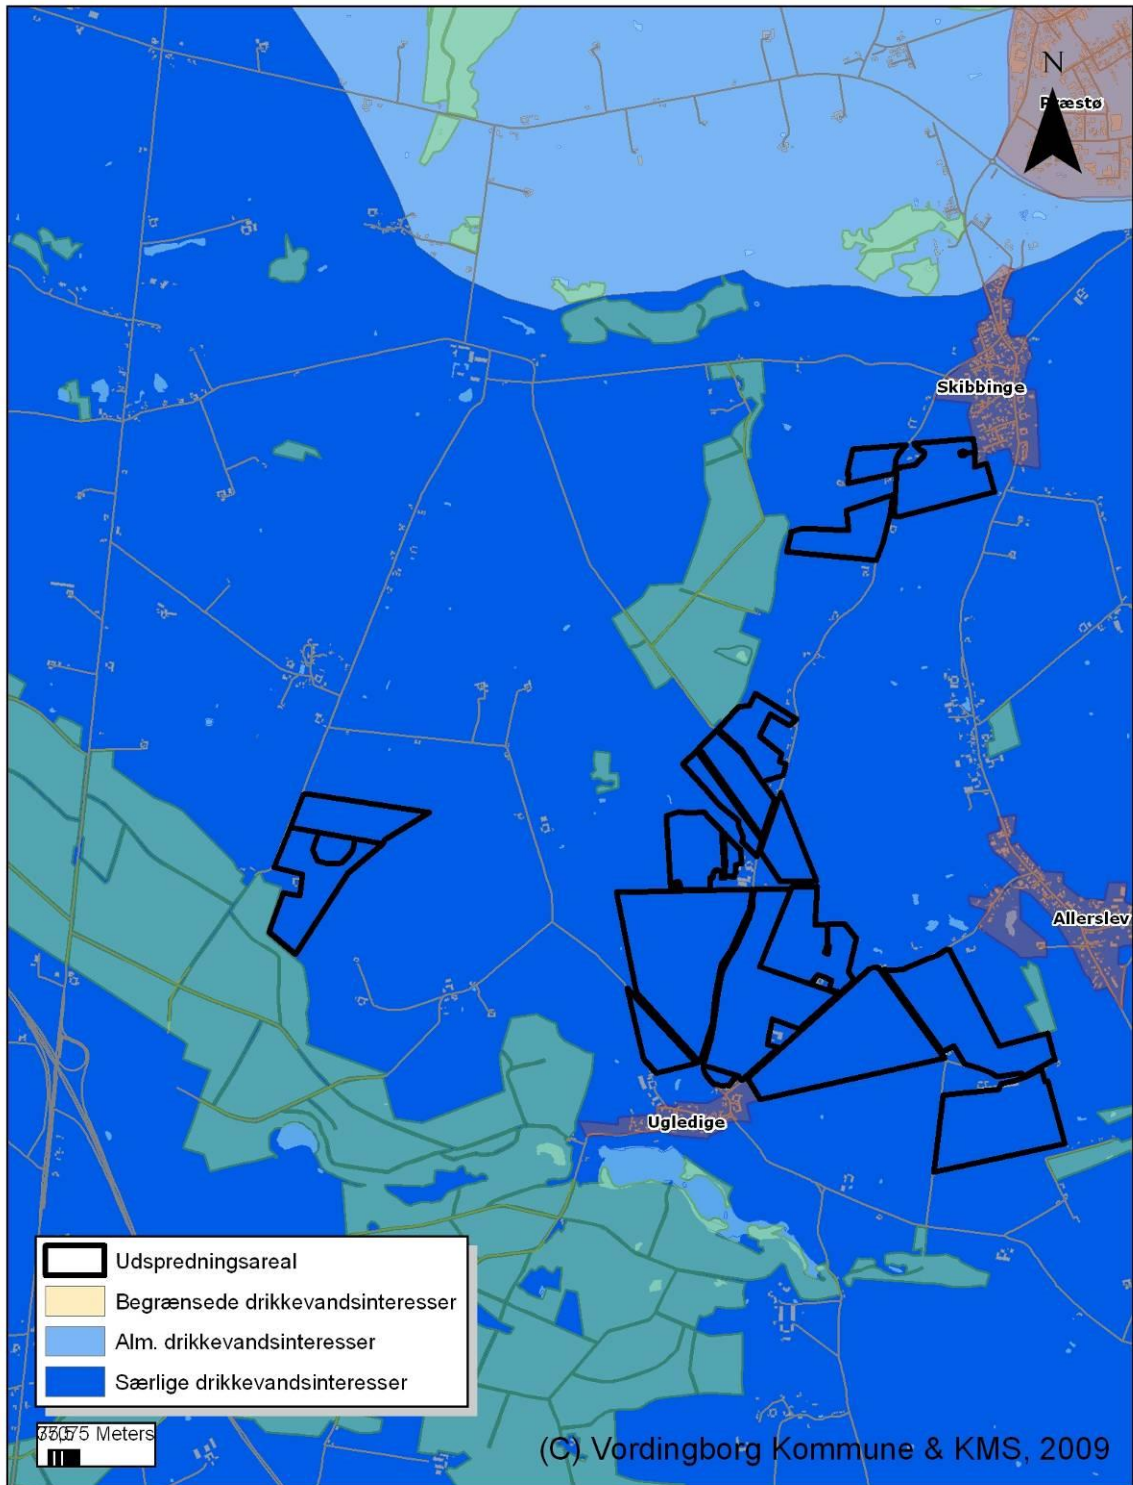 N
Præstø
Skibbinge
Allerslev
Ugledige
Udspredningsareal
Begrænsede drikkevandsinteresser
Alm. drikkevandsinteresser
Særlige drikkevandsinteresser
Meters
(C) Vordingborg Kommune & KMS, 2009